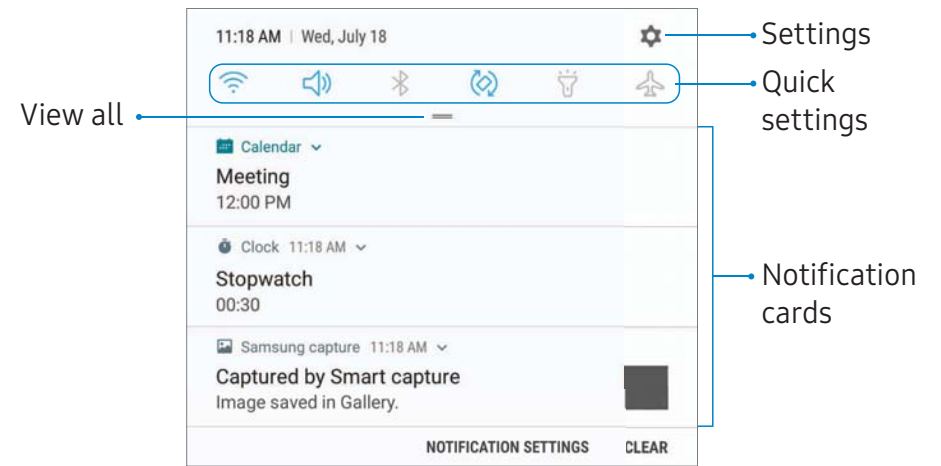 11:18 AM | Wed, July 18
Settings
Quick
settings
View all
Calendar
Meeting
12:00 PM
Clock 11:18 AM
Stopwatch
00:30
Notification
cards
Samsung capture 11:18 AM
Captured by Smart capture
Image saved in Gallery.
NOTIFICATION SETTINGS CLEAR